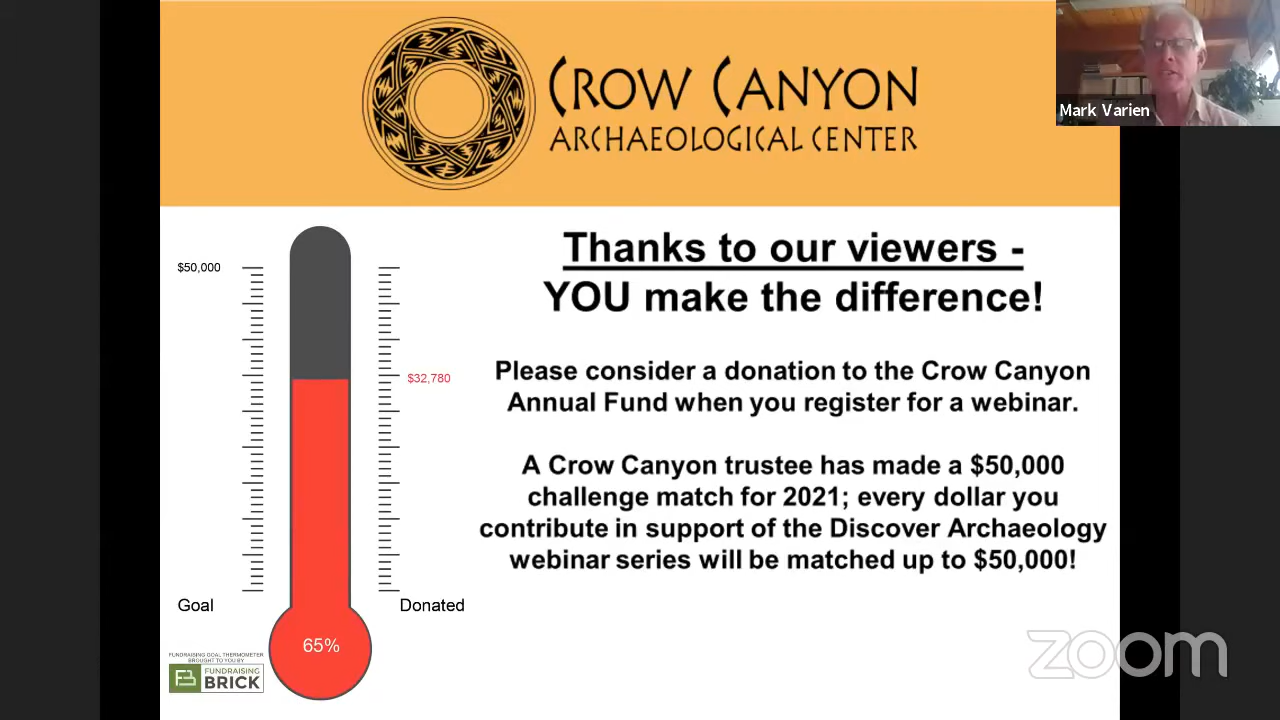 CROW CANYON
ARCHAEOLOGICAL CENTER
Mark Varien
Thanks to our viewers -
YOU make the difference!
$50,000
$32,780
Please consider a donation to the Crow Canyon
Annual Fund when you register for a webinar.
A Crow Canyon trustee has made a $50,000
challenge match for 2021; every dollar you
contribute in support of the Discover Archaeology
webinar series will be matched up to $50,000!
Goal
Donated
65%
FUNDRAISING GOAL THERMOMETER
BROUGHT TO YOU BY
FUNDRAISING
BRICK
zoom